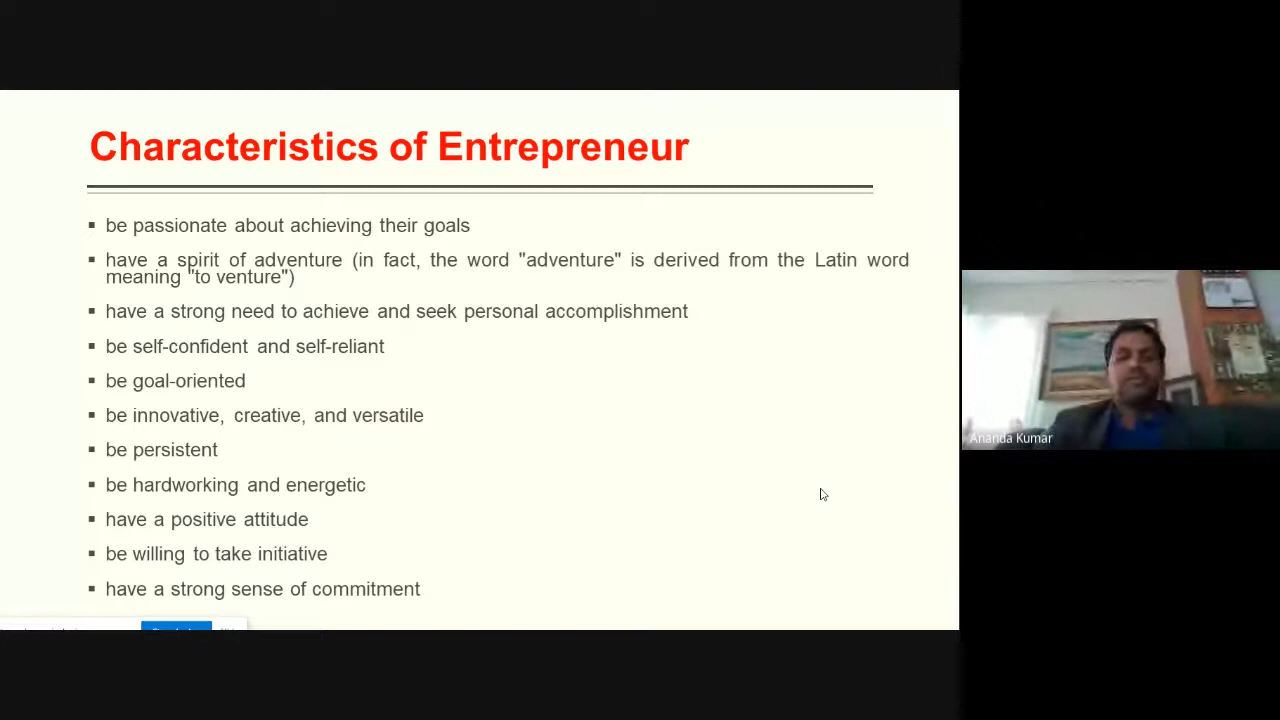 Characteristics of Entrepreneur
▪ be passionate about achieving their goals
▪ have a spirit of adventure (in fact, the word "adventure" is derived from the Latin word
meaning "to venture")
▪ have a strong need to achieve and seek personal accomplishment
▪ be self-confident and self-reliant
▪ be goal-oriented
▪ be innovative, creative, and versatile
▪ be persistent
▪ be hardworking and energetic
▪ have a positive attitude
▪ be willing to take initiative
▪ have a strong sense of commitment
Ananda Kumar